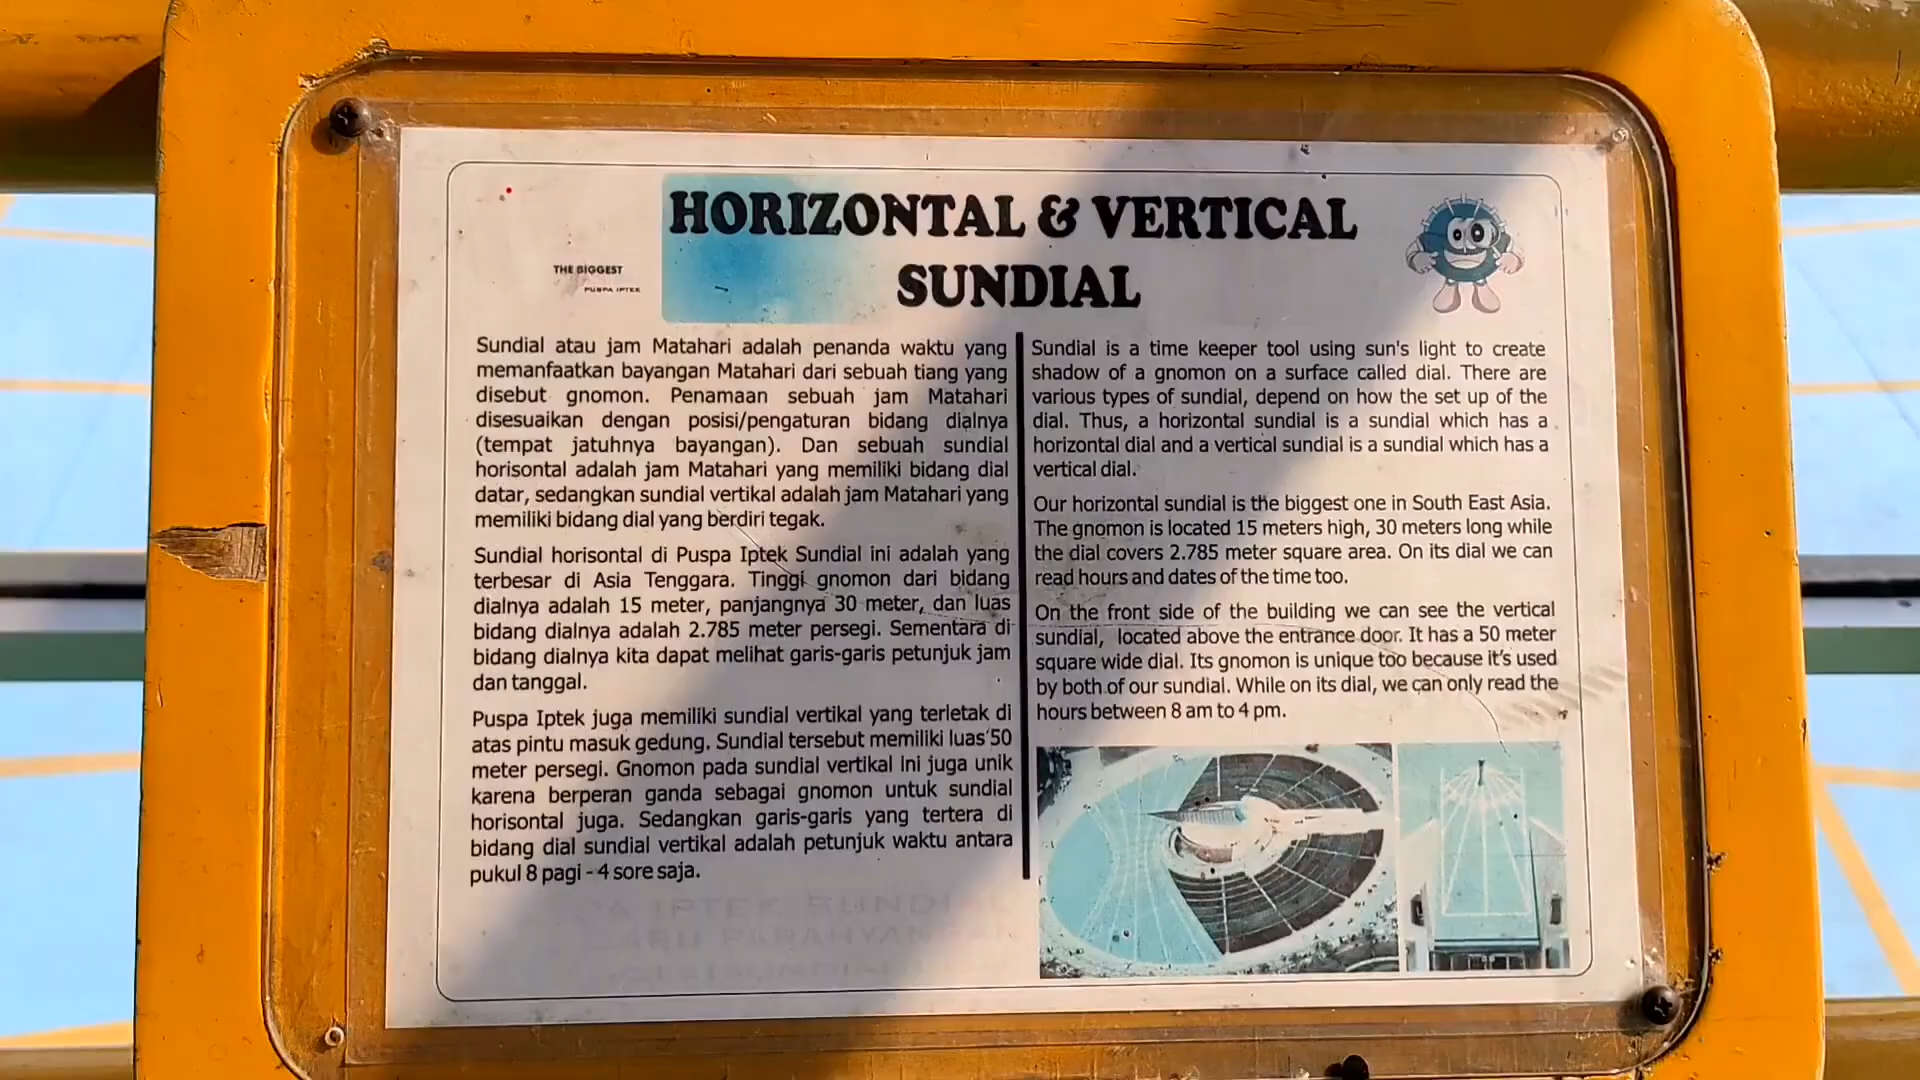 THE BIGGEST
PUSPA IPTEK
HORIZONTAL & VERTICAL
SUNDIAL
Sundial atau jam Matahari adalah penanda waktu yang
memanfaatkan bayangan Matahari dari sebuah tiang yang
disebut gnomon. Penamaan sebuah jam Matahari
disesuaikan dengan posisi/pengaturan bidang dialnya
(tempat jatuhnya bayangan). Dan sebuah sundial
horisontal adalah jam Matahari yang memiliki bidang dial
datar, sedangkan sundial vertikal adalah jam Matahari yang
memiliki bidang dial yang berdiri tegak.
Sundial horisontal di Puspa Iptek Sundial ini adalah yang
terbesar di Asia Tenggara. Tinggi gnomon dari bidang
dialnya adalah 15 meter, panjangnya 30 meter, dan luas
bidang dialnya adalah 2.785 meter persegi. Sementara di
bidang dialnya kita dapat melihat garis-garis petunjuk jam
dan tanggal.
Puspa Iptek juga memiliki sundial vertikal yang terletak di
atas pintu masuk gedung. Sundial tersebut memiliki luas 50
meter persegi. Gnomon pada sundial vertikal ini juga unik
karena berperan ganda sebagai gnomon untuk sundial
horisontal juga. Sedangkan garis-garis yang tertera di
bidang dial sundial vertikal adalah petunjuk waktu antara
pukul 8 pagi - 4 sore saja.
Sundial is a time keeper tool using sun's light to create
shadow of a gnomon on a surface called dial. There are
various types of sundial, depend on how the set up of the
dial. Thus, a horizontal sundial is a sundial which has a
horizontal dial and a vertical sundial is a sundial which has a
vertical dial.
Our horizontal sundial is the biggest one in South East Asia.
The gnomon is located 15 meters high, 30 meters long while
the dial covers 2.785 meter square area. On its dial we can
read hours and dates of the time too.
On the front side of the building we can see the vertical
sundial, located above the entrance door. It has a 50 meter
square wide dial. Its gnomon is unique too because it's used
by both of our sundial. While on its dial, we can only read the
hours between 8 am to 4 pm.
IPTEK SUNDIAL
PARAHYANGAN